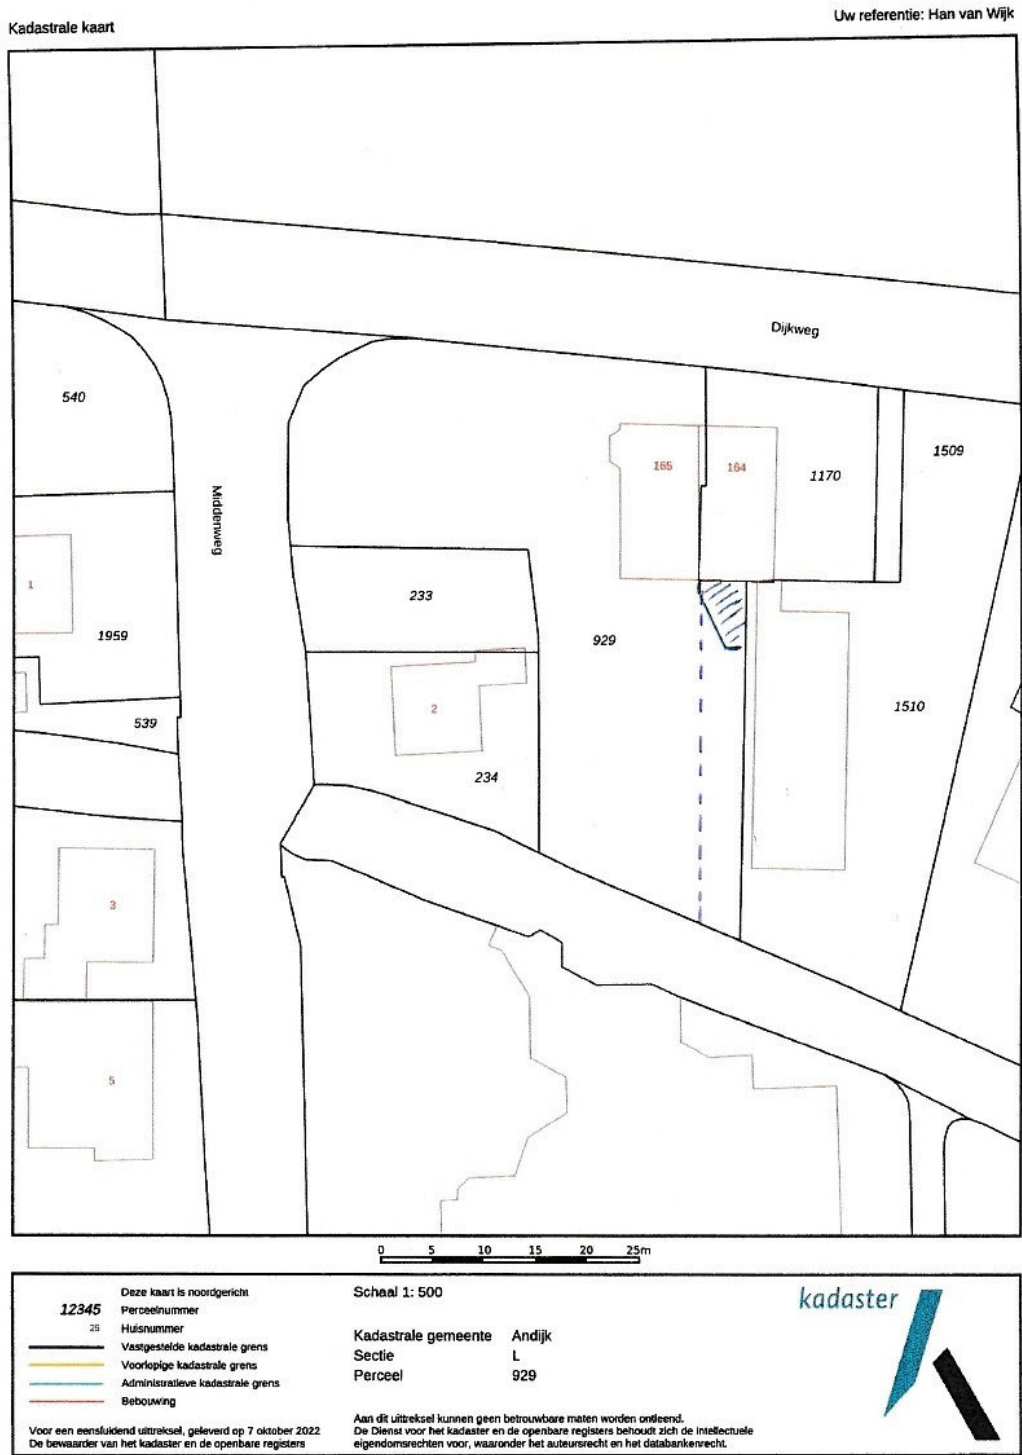 Kadastrale kaart
Uw referentie: Han van Wijk
Dijkweg
540
1509
165
164
1170
Middenweg
1
233
1959
929
2
539
1510
234
3
5
0 5 10 15 20 25m
Deze kaart is noordgericht
12345 Perceelnummer
25 Huisnummer
Vastgestelde kadastrale grens
Voorlopige kadastrale grens
Administratieve kadastrale grens
Bebouwing
Voor een eensluidend uittreksel, geleverd op 7 oktober 2022
De bewaarder van het kadaster en de openbare registers
Schaal 1: 500
Kadastrale gemeente Andijk
Sectie L
Perceel 929
Aan dit uittreksel kunnen geen betrouwbare maten worden ontleend.
De Dienst voor het kadaster en de openbare registers behoudt zich de intellectuele
eigendomsrechten voor, waaronder het auteursrecht en het databankenrecht.
kadaster